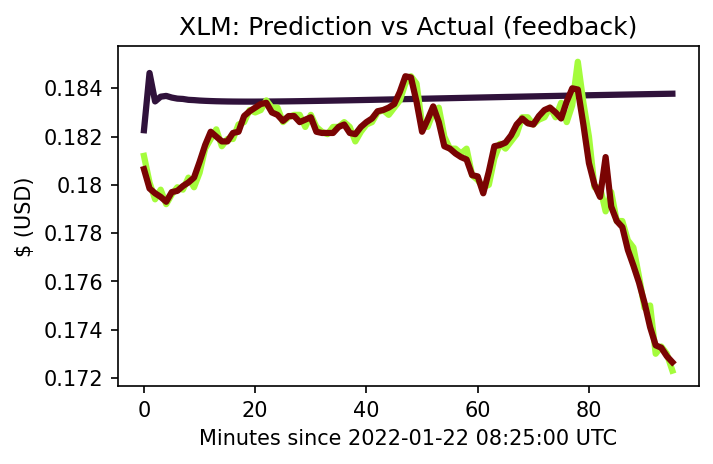 XLM: Prediction vs Actual (feedback)
$ (USD)
0.184
0.182
0.18
0.178
0.176
0.174
0.172
0 20 40 60 80
Minutes since 2022-01-22 08:25:00 UTC